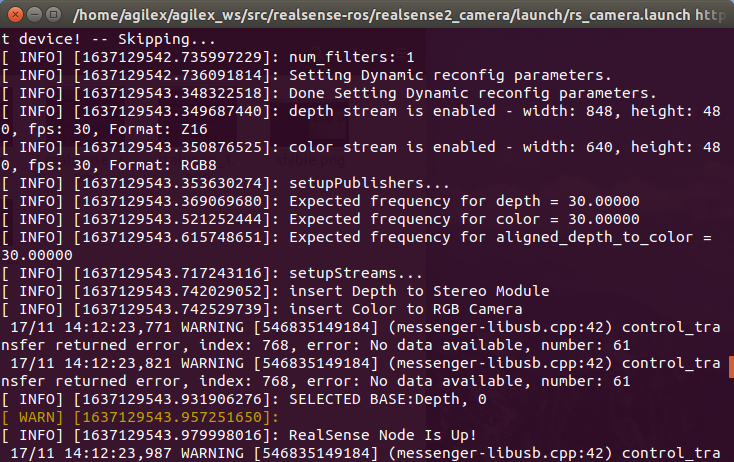 /home/agilex/agilex_ws/src/realsense-ros/realsense2_camera/launch/rs_camera.launch http
t device! -- Skipping...
[ INFO] [1637129542.735997229]: num_filters: 1
[ INFO] [1637129542.736091814]: Setting Dynamic reconfig parameters.
[ INFO] [1637129543.348322518]: Done Setting Dynamic reconfig parameters.
[ INFO] [1637129543.349687440]: depth stream is enabled - width: 848, height: 48
0, fps: 30, Format: Z16
[ INFO] [1637129543.350876525]: color stream is enabled - width: 640, height: 48
0, fps: 30, Format: RGB8
[ INFO] [1637129543.353630274]: setupPublishers...
[ INFO] [1637129543.369069680]: Expected frequency for depth = 30.00000
[ INFO] [1637129543.521252444]: Expected frequency for color = 30.00000
[ INFO] [1637129543.615748651]: Expected frequency for aligned_depth_to_color =
30.00000
[ INFO] [1637129543.717243116]: setupStreams...
[ INFO] [1637129543.742029052]: insert Depth to Stereo Module
[ INFO] [1637129543.742529739]: insert Color to RGB Camera
17/11 14:12:23,771 WARNING [546835149184] (messenger-libusb.cpp:42) control_tra
nsfer returned error, index: 768, error: No data available, number: 61
17/11 14:12:23,821 WARNING [546835149184] (messenger-libusb.cpp:42) control_tra
nsfer returned error, index: 768, error: No data available, number: 61
[ INFO] [1637129543.931906276]: SELECTED BASE:Depth, 0
[ WARN] [1637129543.957251650]:
[ INFO] [1637129543.979998016]: RealSense Node Is Up!
17/11 14:12:23,987 WARNING [546835149184] (messenger-libusb.cpp:42) control_tra